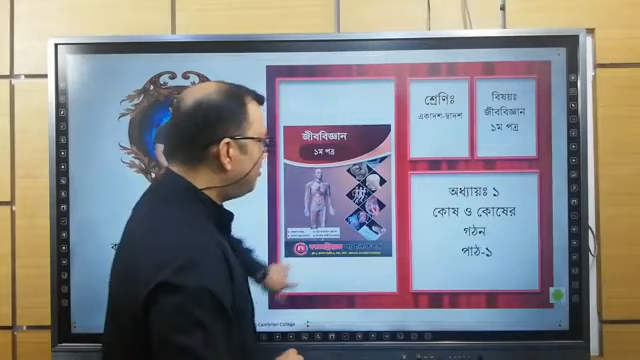 জীববিজ্ঞান
১ম পত্র
শ্রেণিঃ
একাদশ-দ্বাদশ
বিষয়ঃ
জীববিজ্ঞান
১ম পত্র
অধ্যায়ঃ ১
কোষ ও কোষের
গঠন
পাঠ-১
Cambrian College